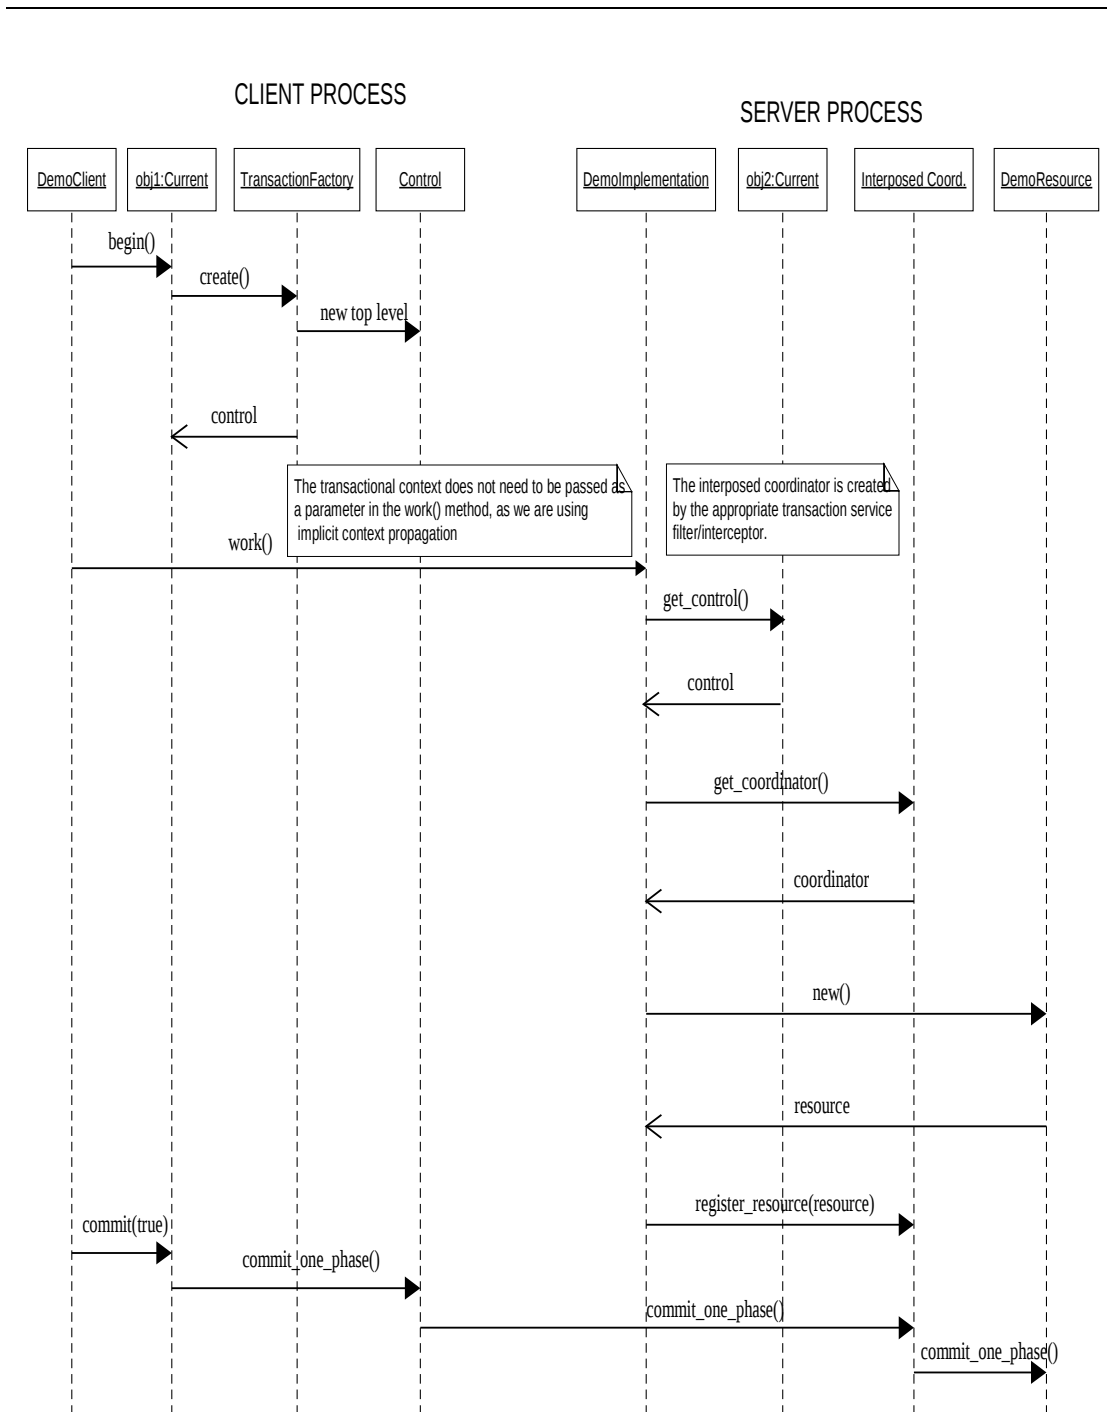 CLIENT PROCESS
SERVER PROCESS
DemoClient
obj1:Current
TransactionFactory
Control
DemoImplementation
obj2:Current
Interposed Coord.
DemoResource
begin()
create()
new top level
control
The transactional context does not need to be passed as
a parameter in the work() method, as we are using
implicit context propagation
The interposed coordinator is created
by the appropriate transaction service
filter/interceptor.
work()
get_control()
control
get_coordinator()
coordinator
new()
resource
register_resource(resource)
commit(true)
commit_one_phase()
commit_one_phase()
commit_one_phase()